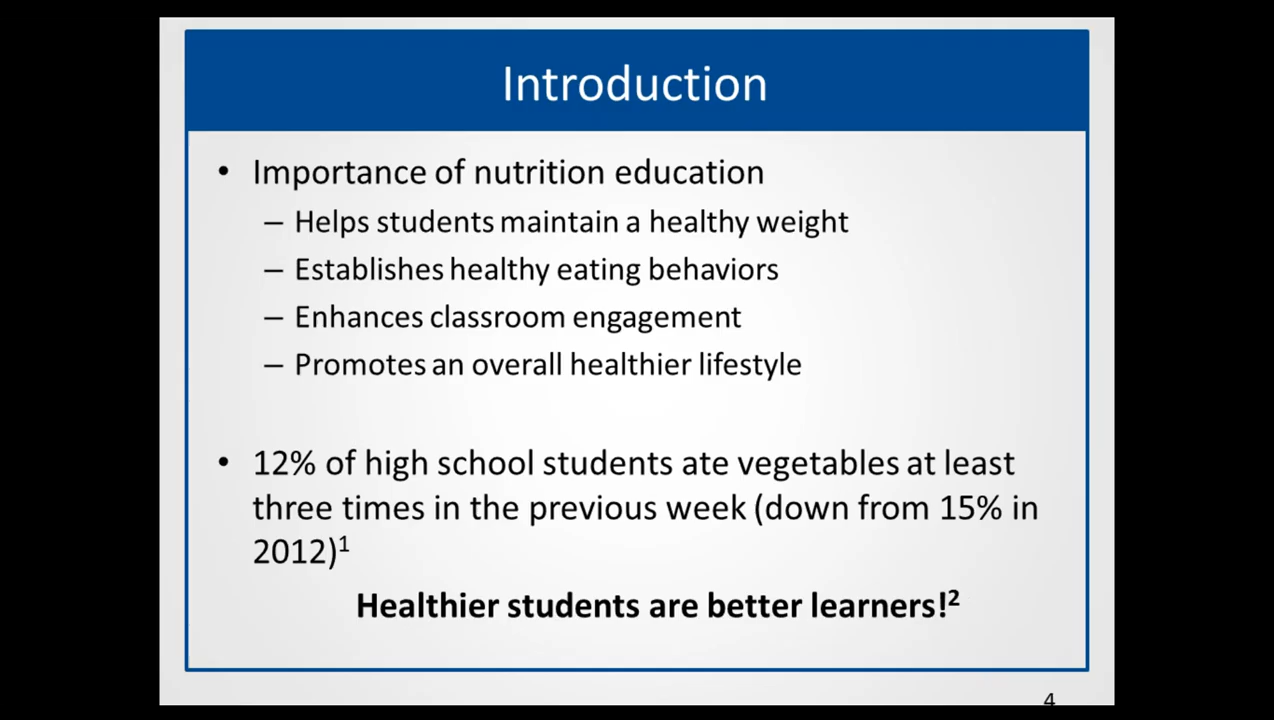 Introduction
• Importance of nutrition education
– Helps students maintain a healthy weight
– Establishes healthy eating behaviors
– Enhances classroom engagement
– Promotes an overall healthier lifestyle
• 12% of high school students ate vegetables at least
three times in the previous week (down from 15% in
2012)¹
Healthier students are better learners!²
4